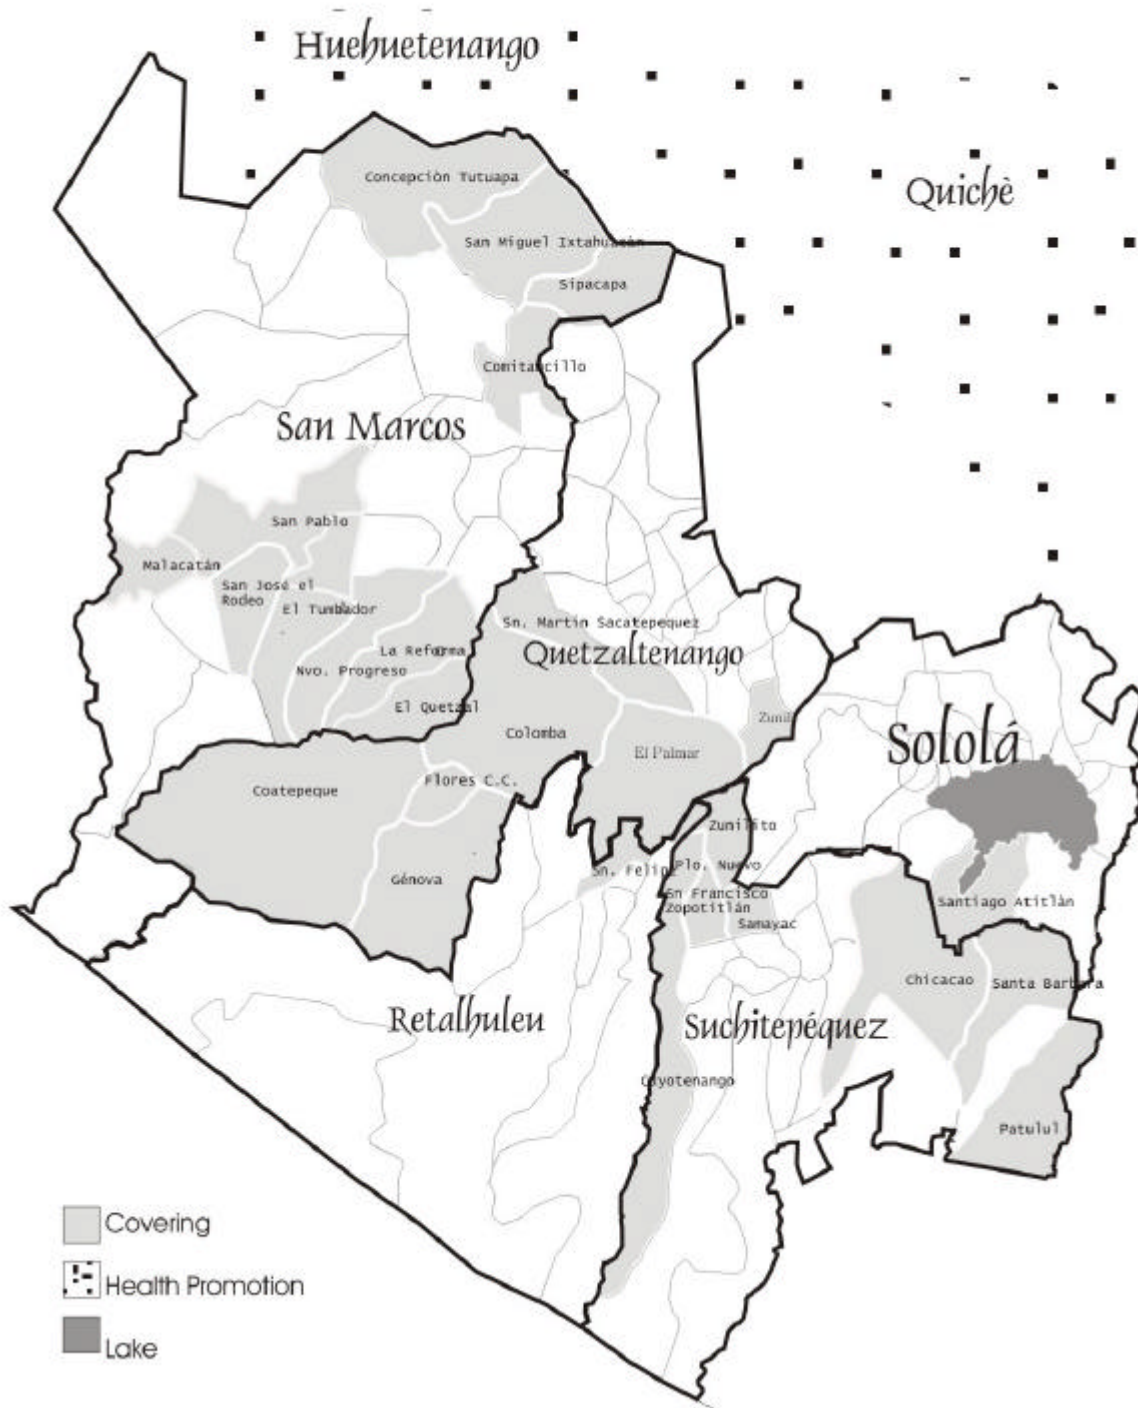 Huehuetenango
Concepciòn Tutuapa
Quichè
San Miguel Ixtahuacàn
Sipacapa
Comitancillo
San Marcos
San Pablo
Malacatán
San José el
Rodeo
El Tumbador
Sn. Martin Sacatepequez
La Reforma
Quetzaltenango
Nvo. Progreso
El Quetzal
Zunil
Colomba
Sololá
El Palmar
Flores C.C.
Coatepeque
Zunilito
Sn. Felipe
Plo. Nuevo
Génova
Sn Francisco
Zopotitlán
Santiago Atitlàn
Samayac
Chicacao
Santa Barbara
Retalhuleu
Suchitepéquez
Cuyotenango
Patulul
Covering
Health Promotion
Lake